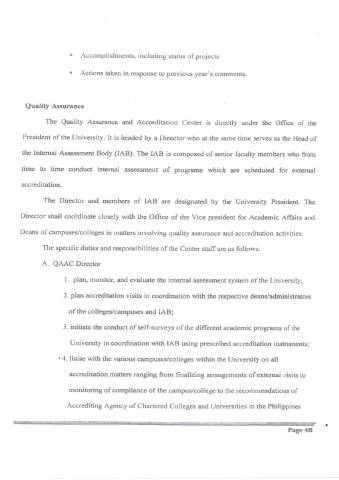 • Accomplishments, including status of projects
• Actions taken in response to previous year's comments.
Quality Assurance
The Quality Assurance and Accreditation Center is directly under the Office of the
President of the University. It is headed by a Director who at the same time serves as the Head of
the Internal Assessment Body (IAB). The IAB is composed of senior faculty members who from
time to time conduct internal assessment of programs which are scheduled for external
accreditation.
The Director and members of IAB are designated by the University President. The
Director shall coordinate closely with the Office of the Vice president for Academic Affairs and
Deans of campuses/colleges in matters involving quality assurance and accreditation activities.
The specific duties and responsibilities of the Center staff are as follows:
A. QAAC Director
1. plan, monitor, and evaluate the internal assessment system of the University;
2. plan accreditation visits in coordination with the respective deans/administrators
of the colleges/campuses and IAB;
3. initiate the conduct of self-surveys of the different academic programs of the
University in coordination with IAB using prescribed accreditation instruments;
4. liaise with the various campuses/colleges within the University on all
accreditation matters ranging from finalizing arrangements of external visits to
monitoring of compliance of the campus/college to the recommendations of
Accrediting Agency of Chartered Colleges and Universities in the Philippines
Page 48